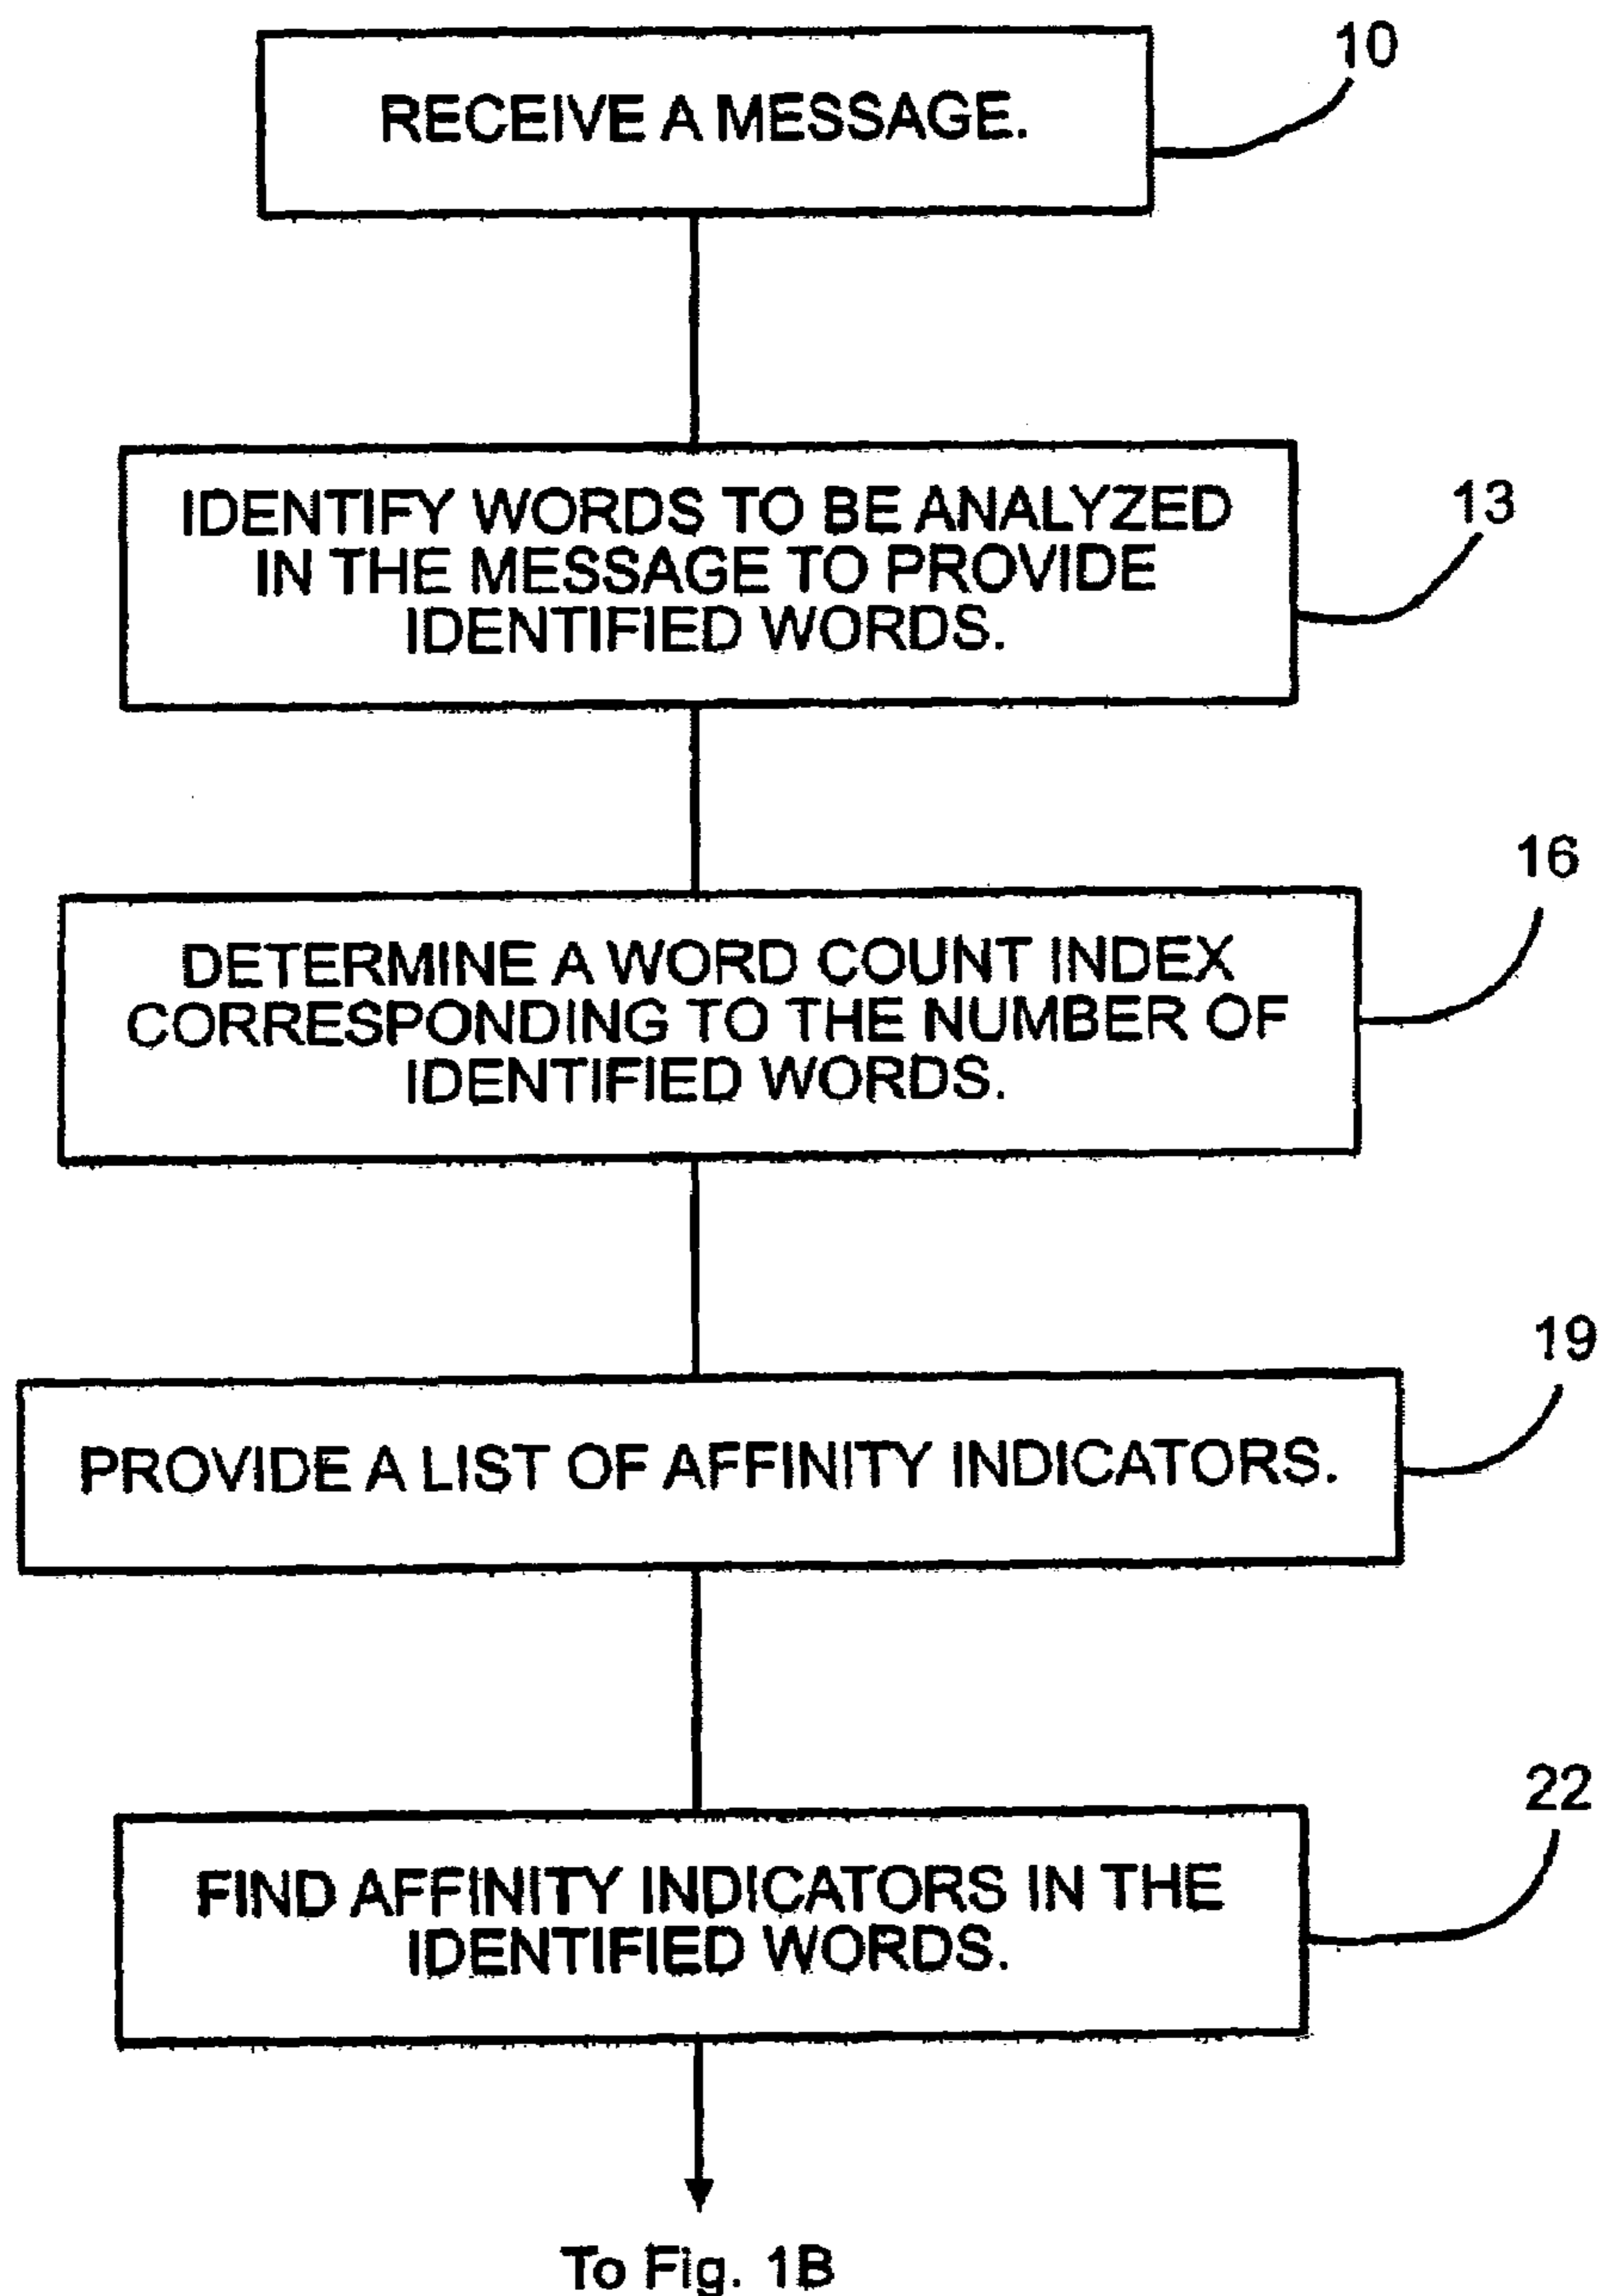 10
RECEIVE A MESSAGE.
13
IDENTIFY WORDS TO BE ANALYZED
IN THE MESSAGE TO PROVIDE
IDENTIFIED WORDS.
16
DETERMINE A WORD COUNT INDEX
CORRESPONDING TO THE NUMBER OF
IDENTIFIED WORDS.
19
PROVIDE A LIST OF AFFINITY INDICATORS.
22
FIND AFFINITY INDICATORS IN THE
IDENTIFIED WORDS.
To Fig. 1B